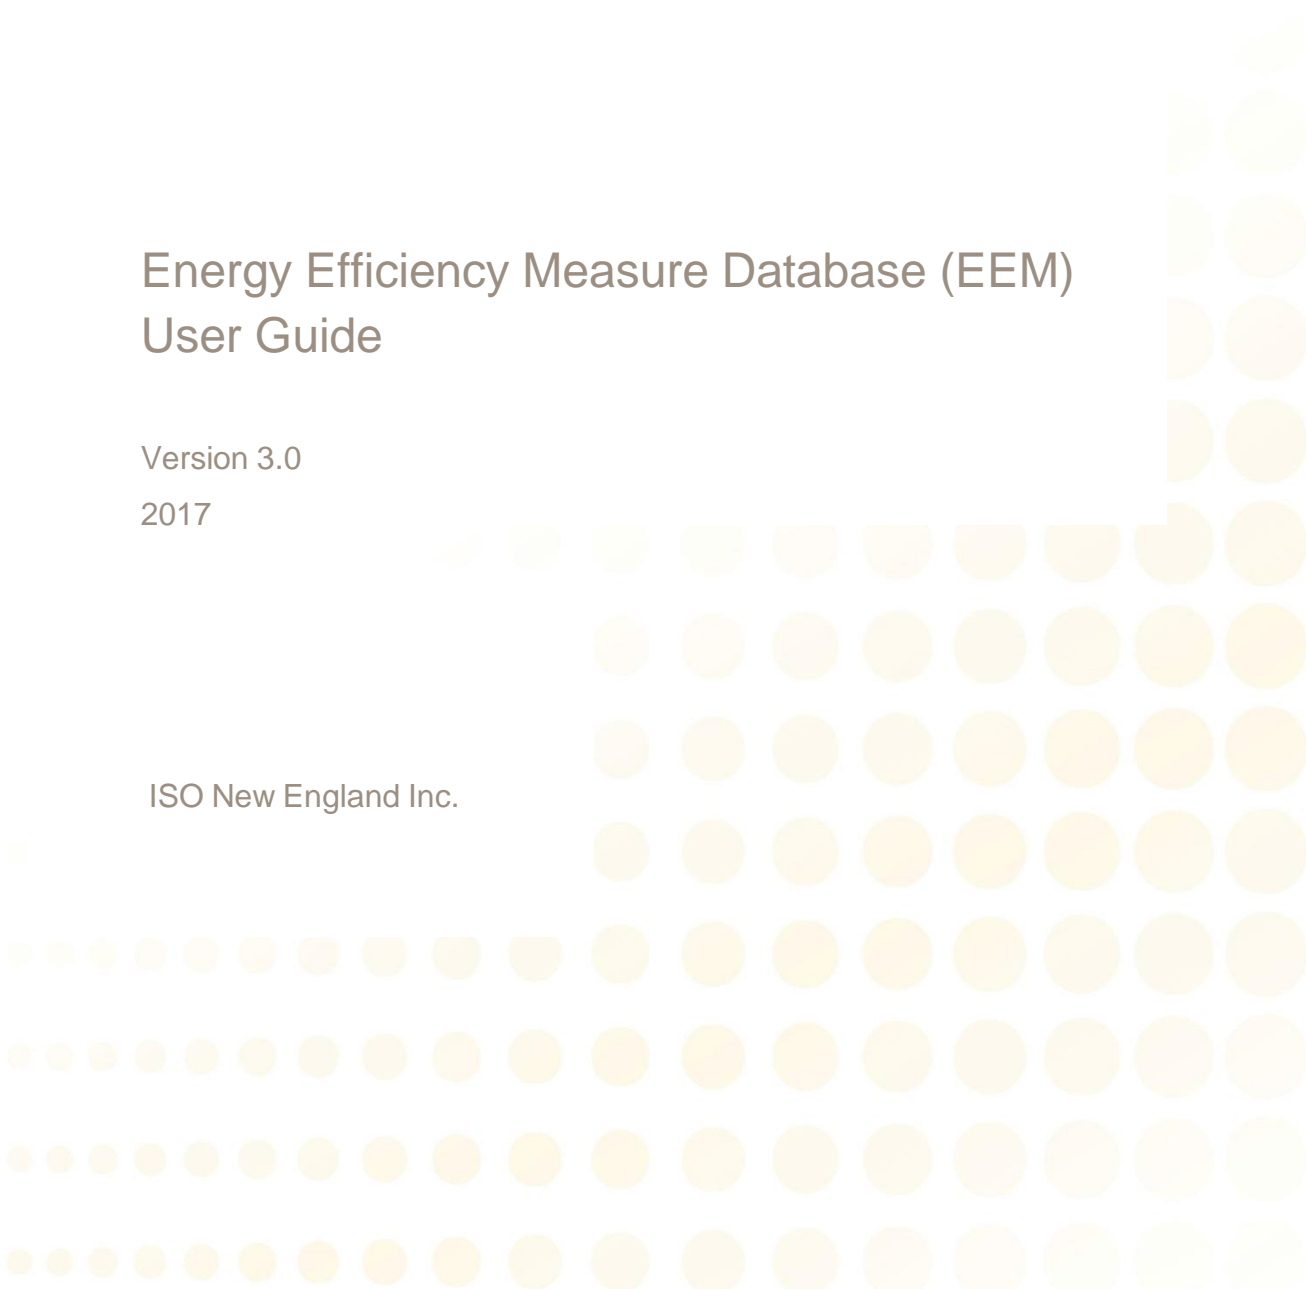 Energy Efficiency Measure Database (EEM)
User Guide
Version 3.0
2017
ISO New England Inc.